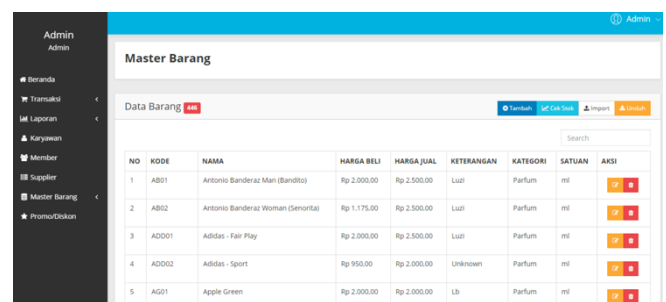 Admin
Admin
Admin
Beranda
Transaksi
Laporan
Karyawan
Member
Supplier
Master Barang
Promo/Diskon
Master Barang
Data Barang 446
Tambah Cek Stok Import Unduh
Search
NO KODE NAMA HARGA BELI HARGA JUAL KETERANGAN KATEGORI SATUAN AKSI
1 AB01 Antonio Banderaz Man (Bandito) Rp 2.000,00 Rp 2.500,00 Luzi Parfum ml
2 AB02 Antonio Banderaz Woman (Senorita) Rp 1.175,00 Rp 2.500,00 Luzi Parfum ml
3 ADD01 Adidas - Fair Play Rp 2.000,00 Rp 2.500,00 Luzi Parfum ml
4 ADD02 Adidas - Sport Rp 950,00 Rp 2.000,00 Unknown Parfum ml
5 AG01 Apple Green Rp 2.000,00 Rp 2.500,00 Lb Parfum ml